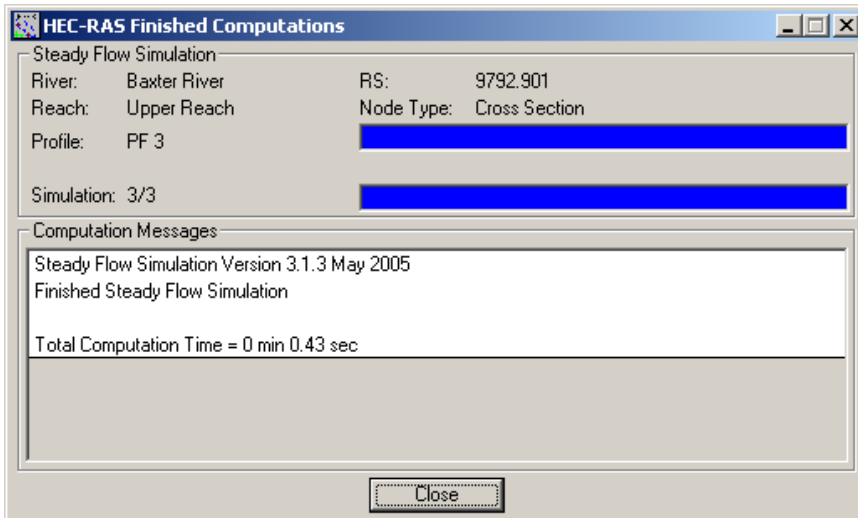 HEC-RAS Finished Computations
Steady Flow Simulation
River: Baxter River RS: 9792.901
Reach: Upper Reach Node Type: Cross Section
Profile: PF 3
Simulation: 3/3
Computation Messages
Steady Flow Simulation Version 3.1.3 May 2005
Finished Steady Flow Simulation
Total Computation Time = 0 min 0.43 sec
Close